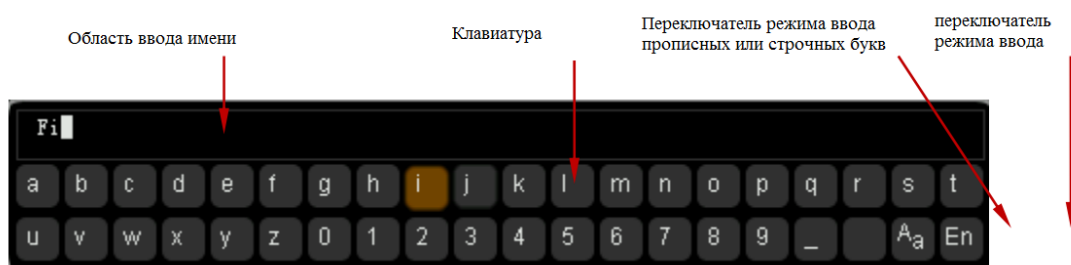 Область ввода имени
Клавиатура
Переключатель режима ввода
прописных или строчных букв
переключатель
режима ввода
Fi
a b c d e f g h i j k l m n o p q r s t
u v w x y z 0 1 2 3 4 5 6 7 8 9 _ Aa En